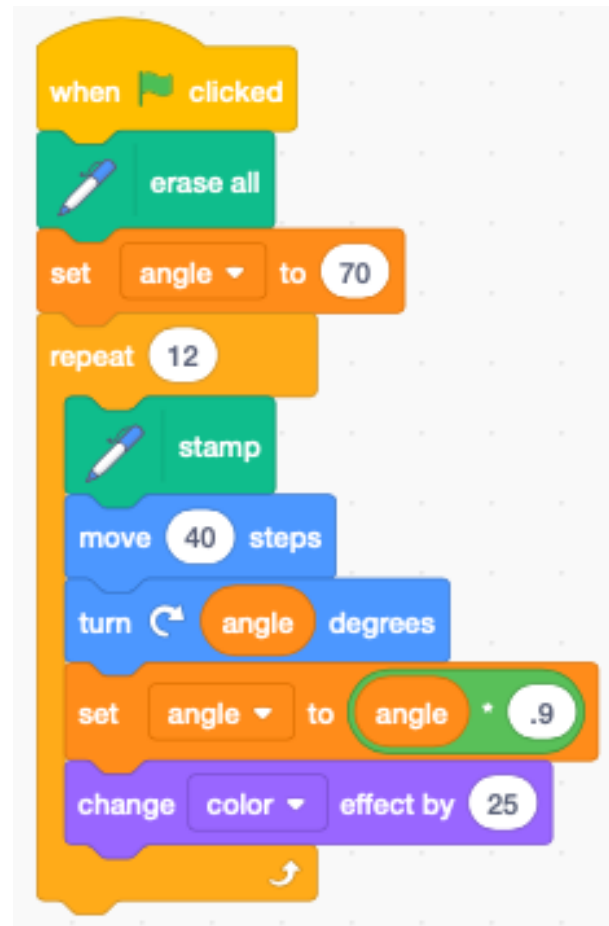 when clicked
erase all
set angle to 70
repeat 12
stamp
move 40 steps
turn angle degrees
set angle to angle * .9
change color effect by 25